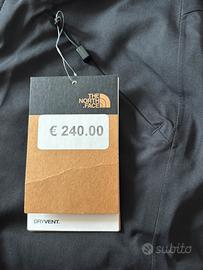 THE
NORTH
FACE
€ 240.00
DRYVENT.
subito